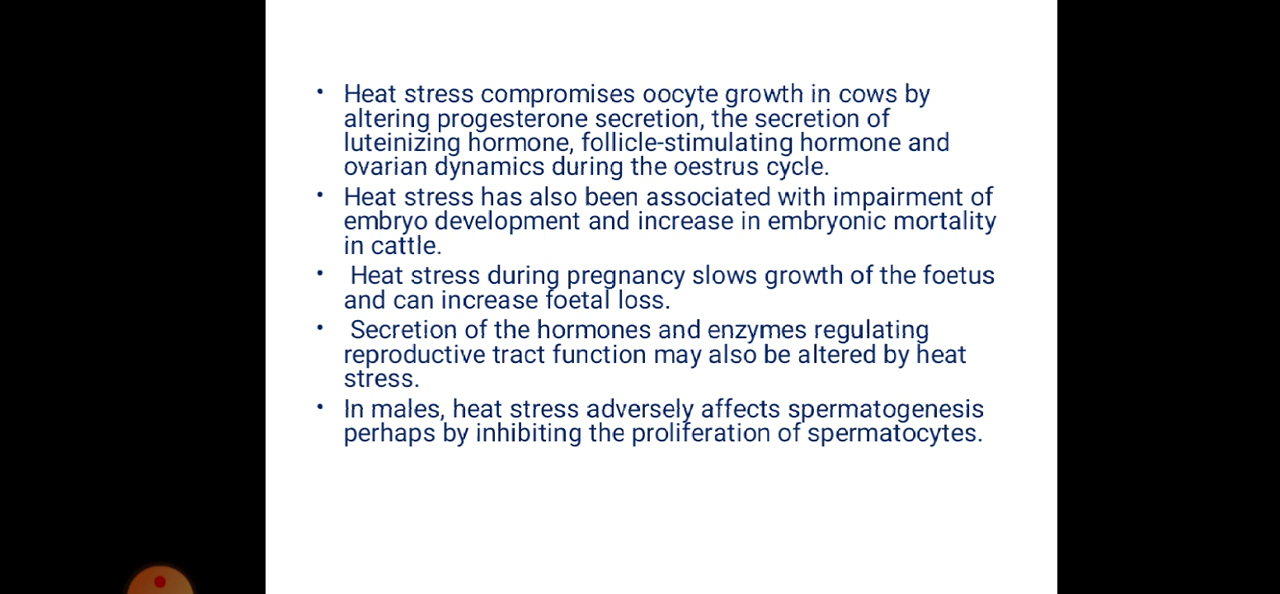 • Heat stress compromises oocyte growth in cows by
altering progesterone secretion, the secretion of
luteinizing hormone, follicle-stimulating hormone and
ovarian dynamics during the oestrus cycle.
• Heat stress has also been associated with impairment of
embryo development and increase in embryonic mortality
in cattle.
• Heat stress during pregnancy slows growth of the foetus
and can increase foetal loss.
• Secretion of the hormones and enzymes regulating
reproductive tract function may also be altered by heat
stress.
• In males, heat stress adversely affects spermatogenesis
perhaps by inhibiting the proliferation of spermatocytes.